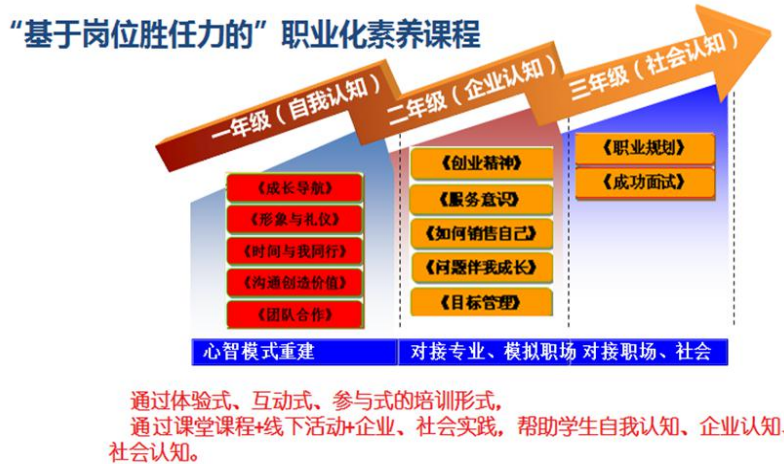 “基于岗位胜任力的”职业化素养课程
一年级（自我认知）
二年级（企业认知）
三年级（社会认知）
《成长导航》
《形象与礼仪》
《时间与我同行》
《沟通创造价值》
《团队合作》
《创业精神》
《服务意识》
《如何销售自己》
《问题伴我成长》
《目标管理》
《职业规划》
《成功面试》
心智模式重建
对接专业、模拟职场
对接职场、社会
通过体验式、互动式、参与式的培训形式，
通过课堂课程+线下活动+企业、社会实践，帮助学生自我认知、企业认知、
社会认知。